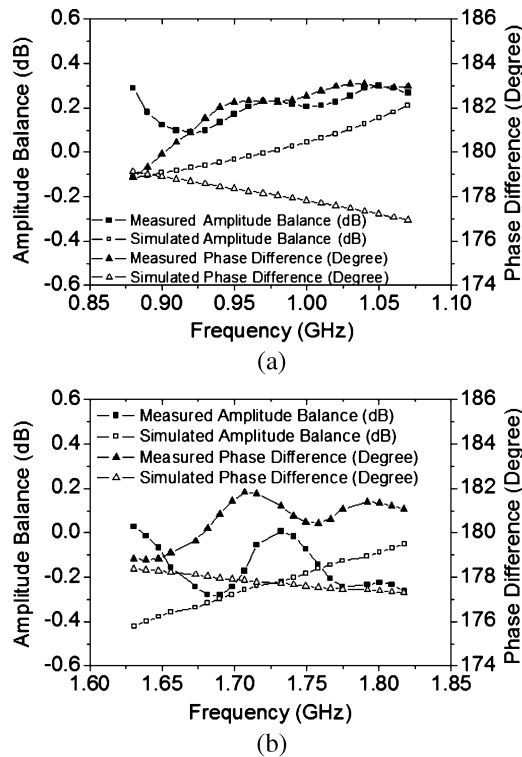 0.6
0.4
0.2
0.0
-0.2
-0.4
-0.6
Amplitude Balance (dB)
186
184
182
180
178
176
174
Phase Difference (Degree)
Measured Amplitude Balance (dB)
Simulated Amplitude Balance (dB)
Measured Phase Difference (Degree)
Simulated Phase Difference (Degree)
0.85 0.90 0.95 1.00 1.05 1.10
Frequency (GHz)
(a)
0.6
0.4
0.2
0.0
-0.2
-0.4
-0.6
Amplitude Balance (dB)
186
184
182
180
178
176
174
Phase Difference (Degree)
Measured Amplitude Balance (dB)
Simulated Amplitude Balance (dB)
Measured Phase Difference (Degree)
Simulated Phase Difference (Degree)
1.60 1.65 1.70 1.75 1.80 1.85
Frequency (GHz)
(b)